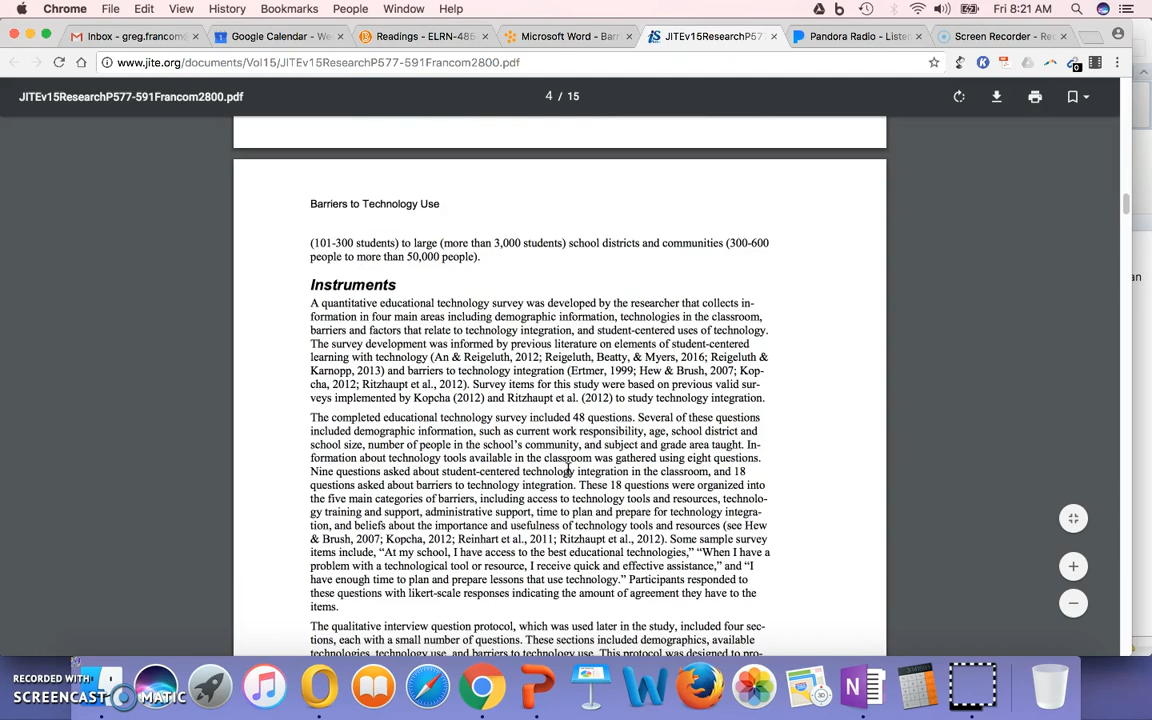 Chrome File Edit View History Bookmarks People Window Help Fri 8:21 AM
Inbox - greg.francom Google Calendar - We Readings - ELRN-485 Microsoft Word - Barr JITEv15ResearchP577 Pandora Radio - Listen Screen Recorder - Rec
www.jite.org/documents/Vol15/JITEv15ResearchP577-591Francom2800.pdf
JITEv15ResearchP577-591Francom2800.pdf 4 / 15
Barriers to Technology Use
(101-300 students) to large (more than 3,000 students) school districts and communities (300-600
people to more than 50,000 people).
Instruments
A quantitative educational technology survey was developed by the researcher that collects in-
formation in four main areas including demographic information, technologies in the classroom,
barriers and factors that relate to technology integration, and student-centered uses of technology.
The survey development was informed by previous literature on elements of student-centered
learning with technology (An & Reigeluth, 2012; Reigeluth, Beatty, & Myers, 2016; Reigeluth &
Karnopp, 2013) and barriers to technology integration (Ertmer, 1999; Hew & Brush, 2007; Kop-
cha, 2012; Ritzhaupt et al., 2012). Survey items for this study were based on previous valid sur-
veys implemented by Kopcha (2012) and Ritzhaupt et al. (2012) to study technology integration.
The completed educational technology survey included 48 questions. Several of these questions
included demographic information, such as current work responsibility, age, school district and
school size, number of people in the school's community, and subject and grade area taught. In-
formation about technology tools available in the classroom was gathered using eight questions.
Nine questions asked about student-centered technology integration in the classroom, and 18
questions asked about barriers to technology integration. These 18 questions were organized into
the five main categories of barriers, including access to technology tools and resources, technolo-
gy training and support, administrative support, time to plan and prepare for technology integra-
tion, and beliefs about the importance and usefulness of technology tools and resources (see Hew
& Brush, 2007; Kopcha, 2012; Reinhart et al., 2011; Ritzhaupt et al., 2012). Some sample survey
items include, “At my school, I have access to the best educational technologies,” “When I have a
problem with a technological tool or resource, I receive quick and effective assistance,” and “I
have enough time to plan and prepare lessons that use technology.” Participants responded to
these questions with likert-scale responses indicating the amount of agreement they have to the
items.
The qualitative interview question protocol, which was used later in the study, included four sec-
tions, each with a small number of questions. These sections included demographics, available
technologies, technology use, and barriers to technology use. This protocol was designed to pro-
an
RECORDED WITH
SCREENCAST MATIC